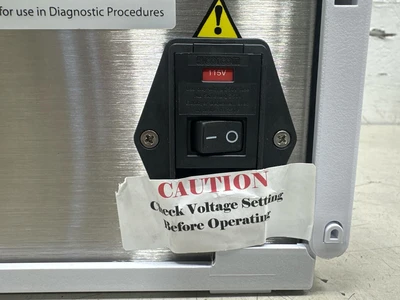 for use in Diagnostic Procedures
115V
CAUTION
Check Voltage Setting
Before Operating